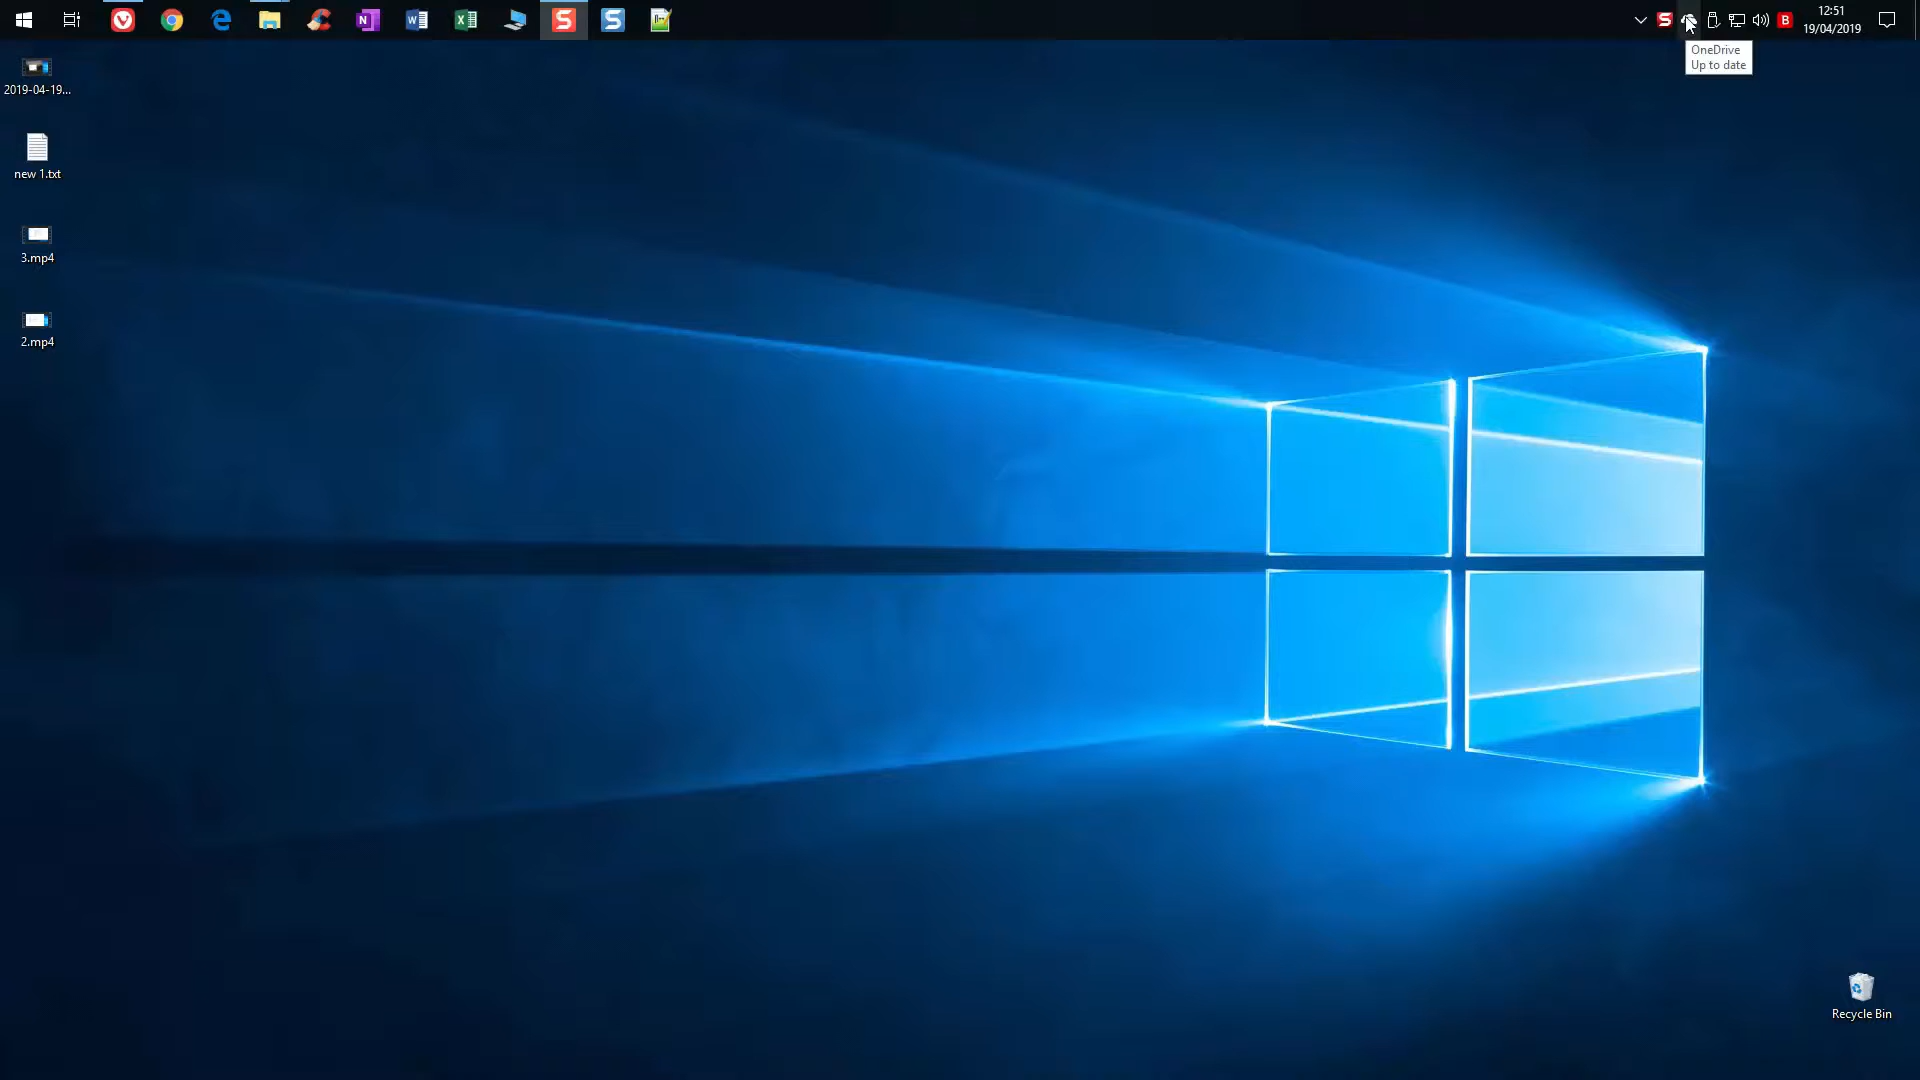 12:51
19/04/2019
OneDrive
Up to date
2019-04-19...
new 1.txt
3.mp4
2.mp4
Recycle Bin